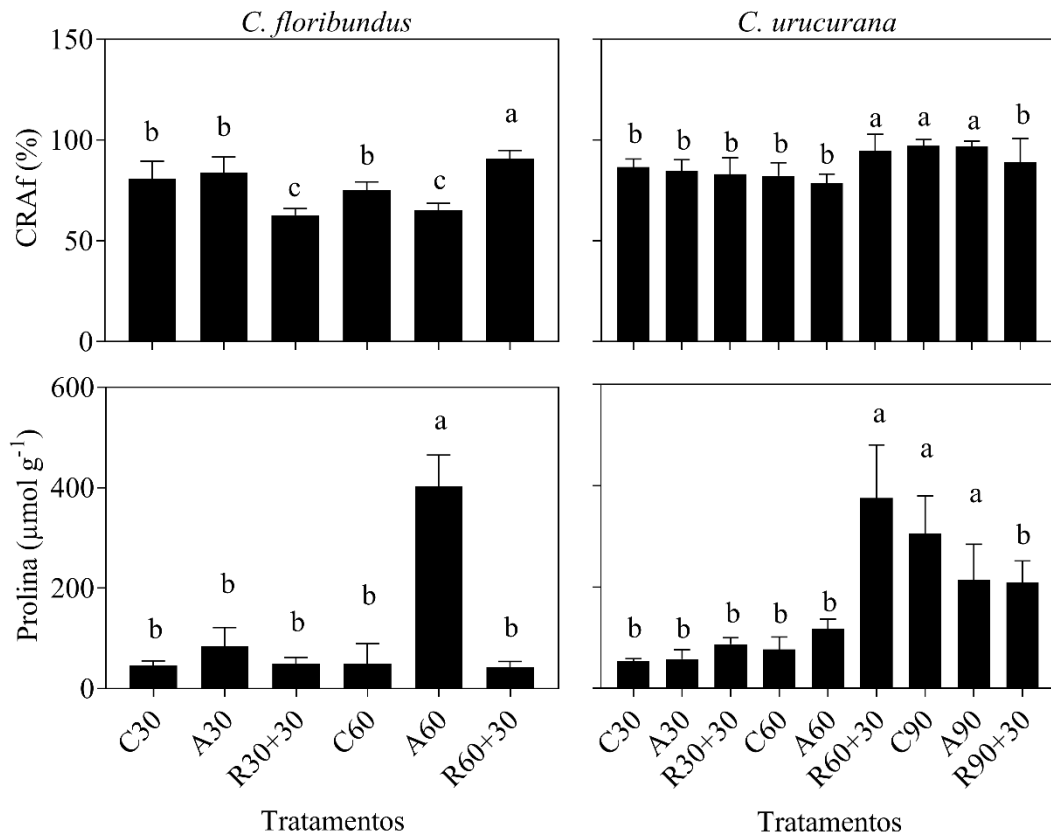 C. floribundus
C. urucurana
CRAf (%)
150
100
50
0
b
b
c
b
c
a
b
b
b
b
b
a
a
a
b
Prolina (µmol g-1)
600
400
200
0
b
b
b
b
a
b
b
b
b
b
b
a
a
a
b
C30
A30
R30+30
C60
A60
R60+30
C30
A30
R30+30
C60
A60
R60+30
C90
A90
R90+30
Tratamentos
Tratamentos